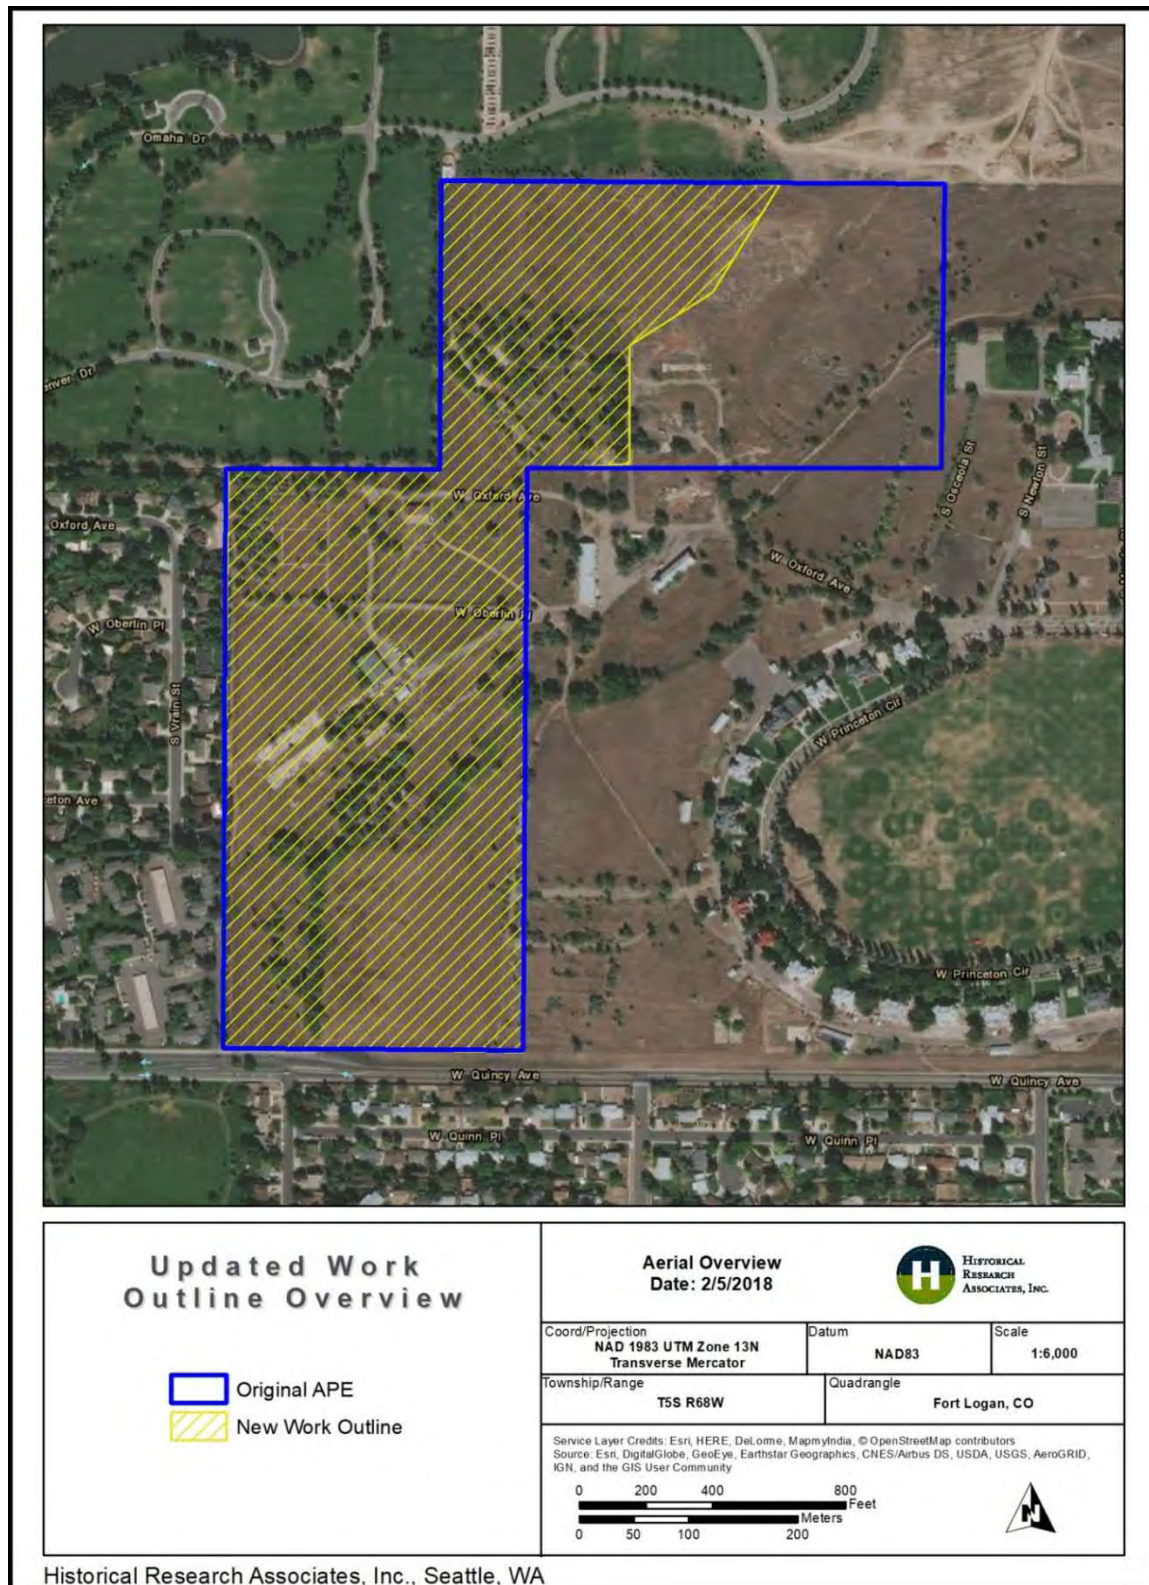 Omaha Dr
anver Dr
W Oxford Ave
Oxford Ave
S Osceola St
S Newton St
W Oxford Ave
W Oberlin Pl
W Oberlin Pl
S Vrain St
W Princeton Cir
ceton Ave
W Princeton Cir
W Quincy Ave
W Quincy Ave
W Quinn Pl
W Quinn Pl
Updated Work
Outline Overview
Original APE
New Work Outline
Aerial Overview
Date: 2/5/2018
H
HISTORICAL
RESEARCH
ASSOCIATES, INC.
Coord/Projection
NAD 1983 UTM Zone 13N
Transverse Mercator
Datum
NAD83
Scale
1:6,000
Township/Range
T5S R68W
Quadrangle
Fort Logan, CO
Service Layer Credits: Esri, HERE, DeLorme, MapmyIndia, © OpenStreetMap contributors
Source: Esri, DigitalGlobe, GeoEye, Earthstar Geographics, CNES/Airbus DS, USDA, USGS, AeroGRID,
IGN, and the GIS User Community
0 200 400 800
Feet
Meters
0 50 100 200
N
Historical Research Associates, Inc., Seattle, WA